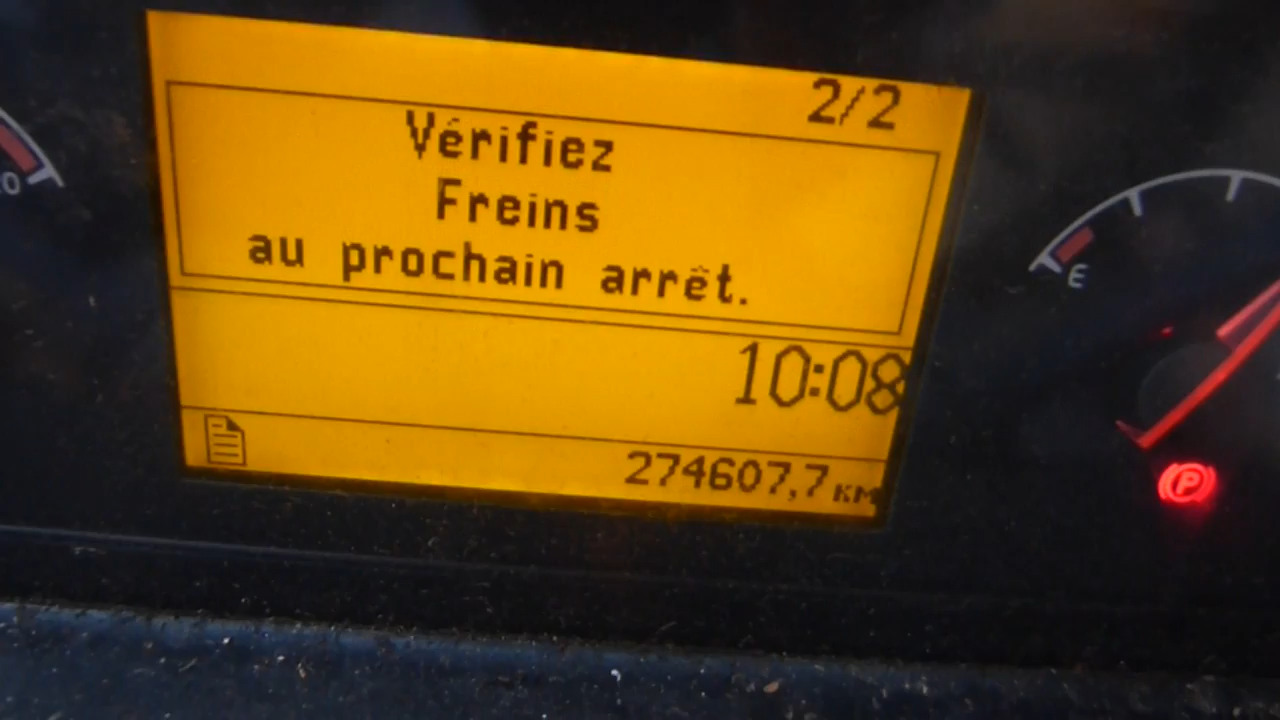 2/2
Vérifiez
Freins
au prochain arrêt.
10:08
274607,7 KM
E
P